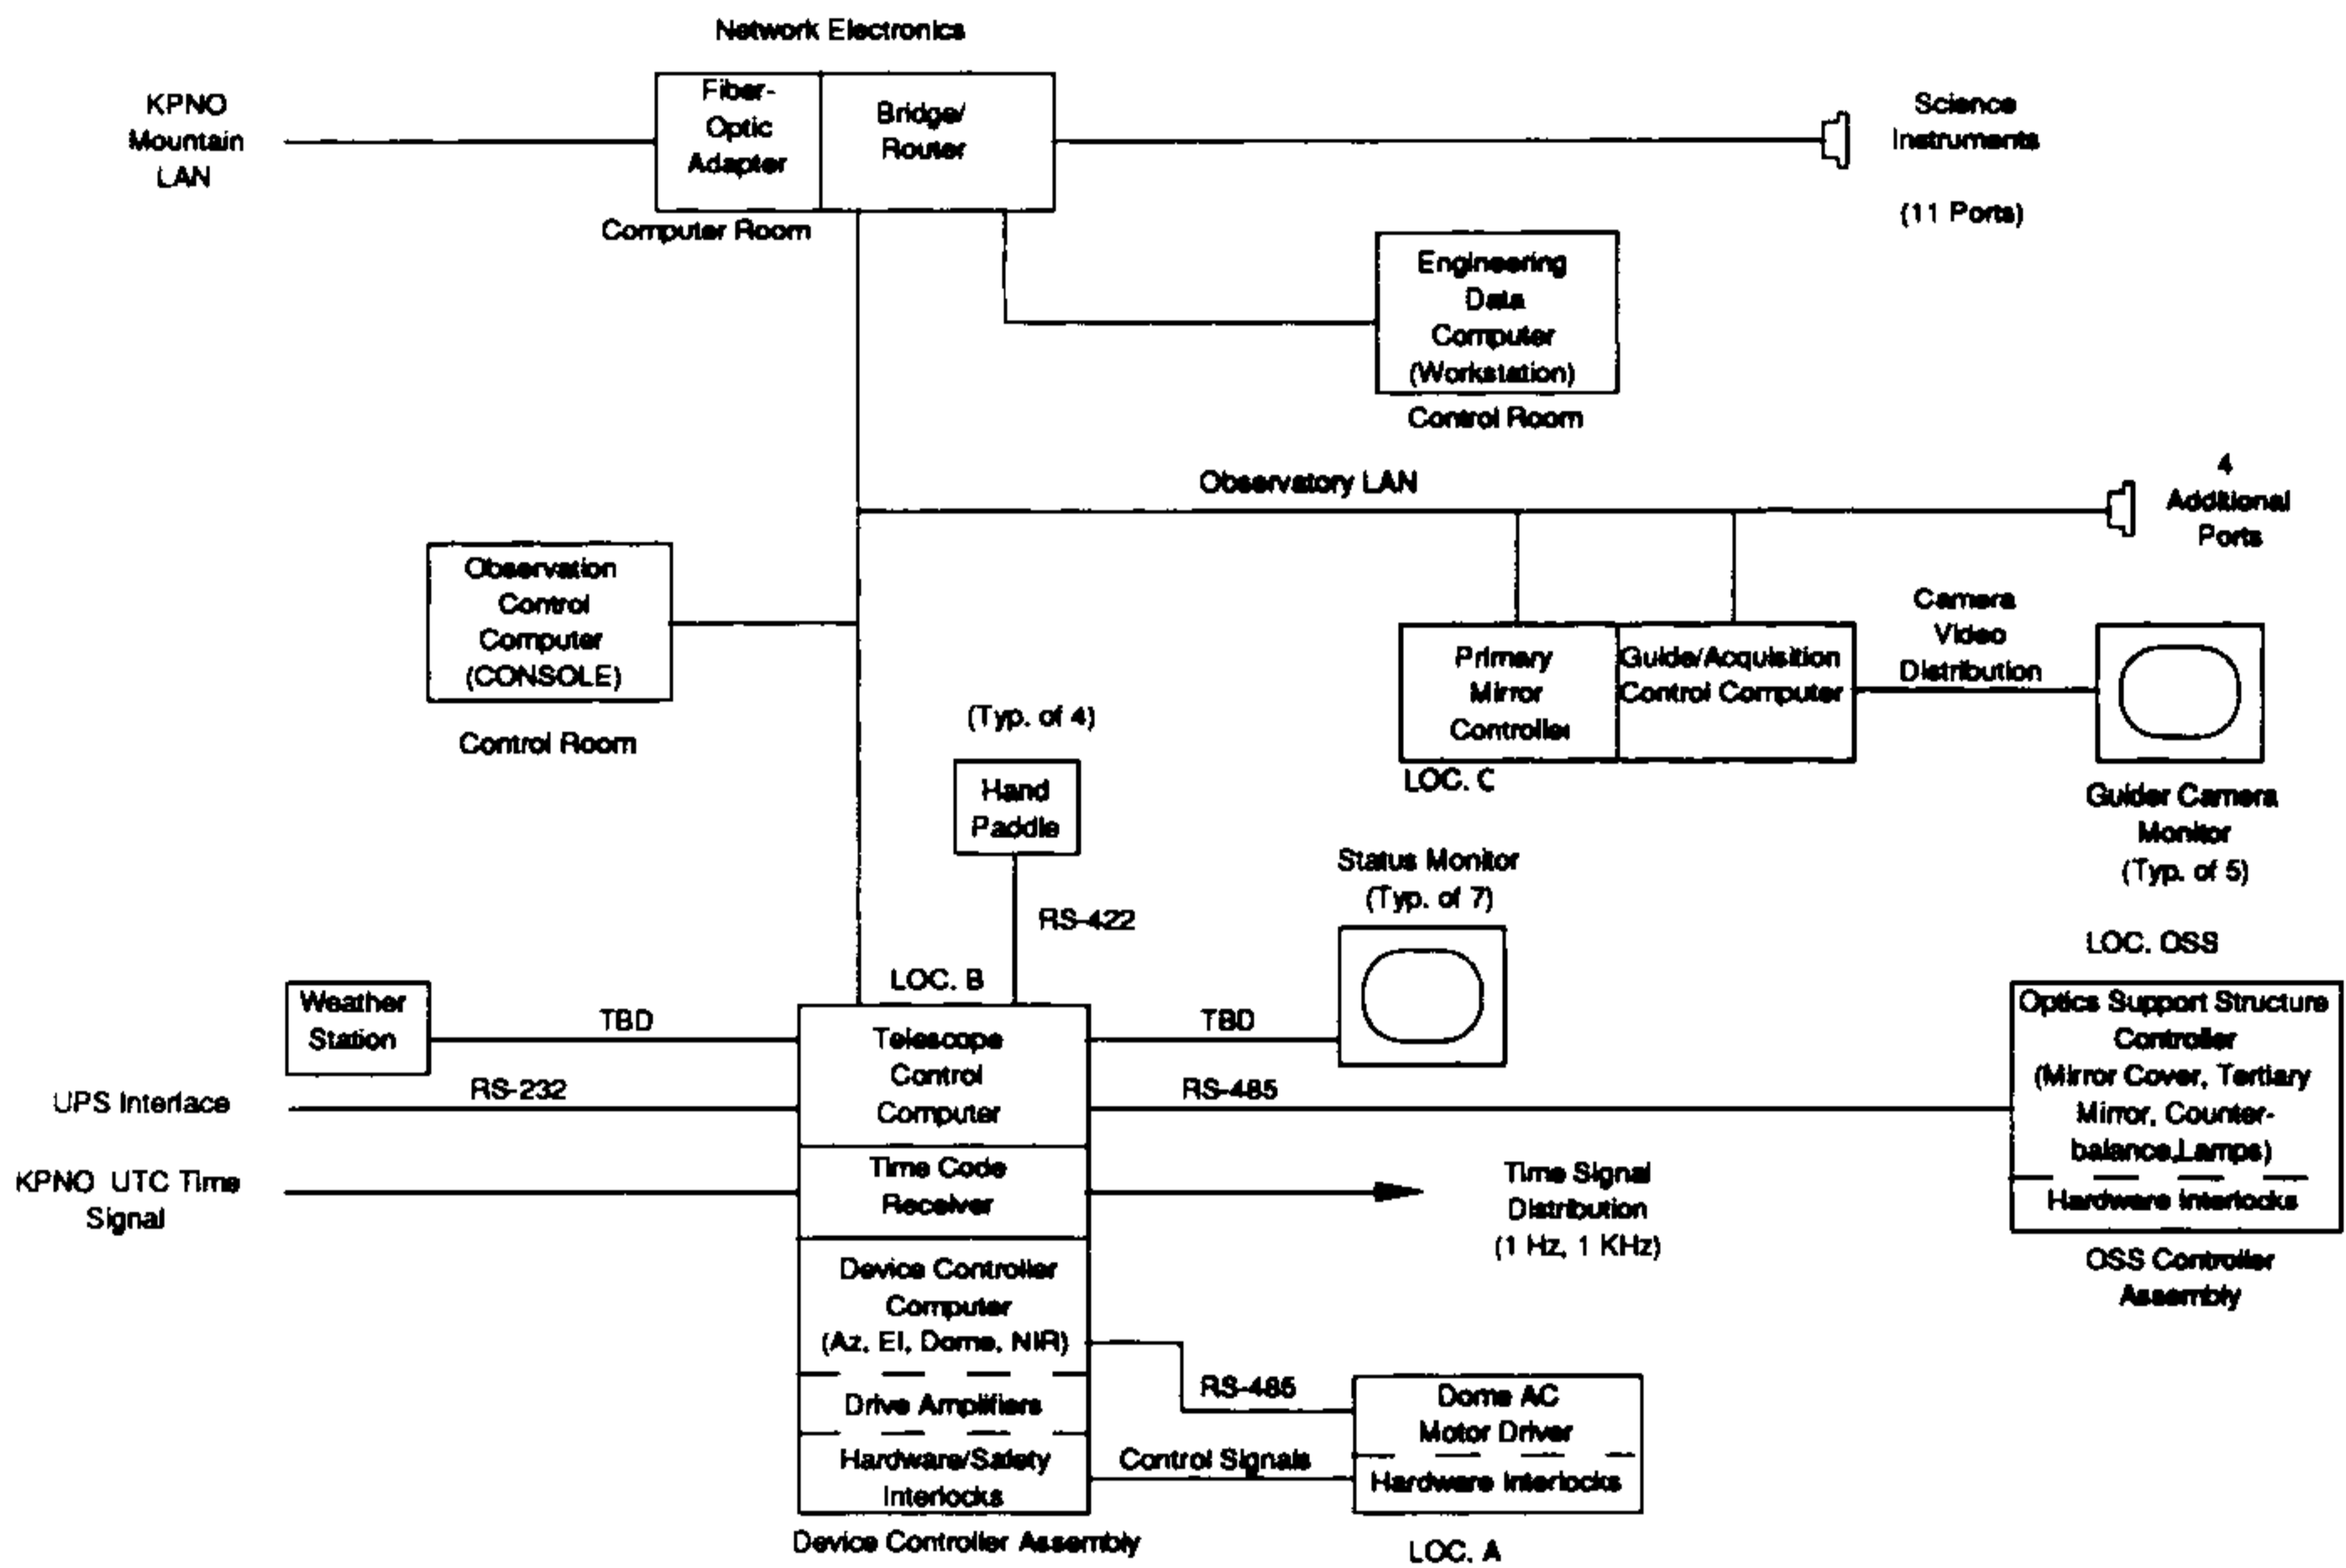 Network Electronics
KPNO
Mountain
LAN
Fiber-
Optic
Adapter
Bridge/
Router
Science
Instruments
(11 Ports)
Computer Room
Engineering
Data
Computer
(Workstation)
Control Room
Observatory LAN
4
Additional
Ports
Observation
Control
Computer
(CONSOLE)
Control Room
Primary
Mirror
Controller
Guide/Acquisition
Control Computer
LOC. C
Camera
Video
Distribution
Guider Camera
Monitor
(Typ. of 5)
(Typ. of 4)
Hand
Paddle
RS-422
Status Monitor
(Typ. of 7)
LOC. B
LOC. OSS
Weather
Station
TBD
Telescope
Control
Computer
TBD
UPS Interface
RS-232
RS-485
Optics Support Structure
Controller
(Mirror Cover, Tertiary
Mirror, Counter-
balance,Lamps)
Hardware Interlocks
OSS Controller
Assembly
KPNO UTC Time
Signal
Time Code
Receiver
Time Signal
Distribution
(1 Hz, 1 KHz)
Device Controller
Computer
(Az, El, Dome, NIR)
Drive Amplifiers
Hardware/Safety
Interlocks
Device Controller Assembly
RS-485
Control Signals
Dome AC
Motor Driver
Hardware Interlocks
LOC. A